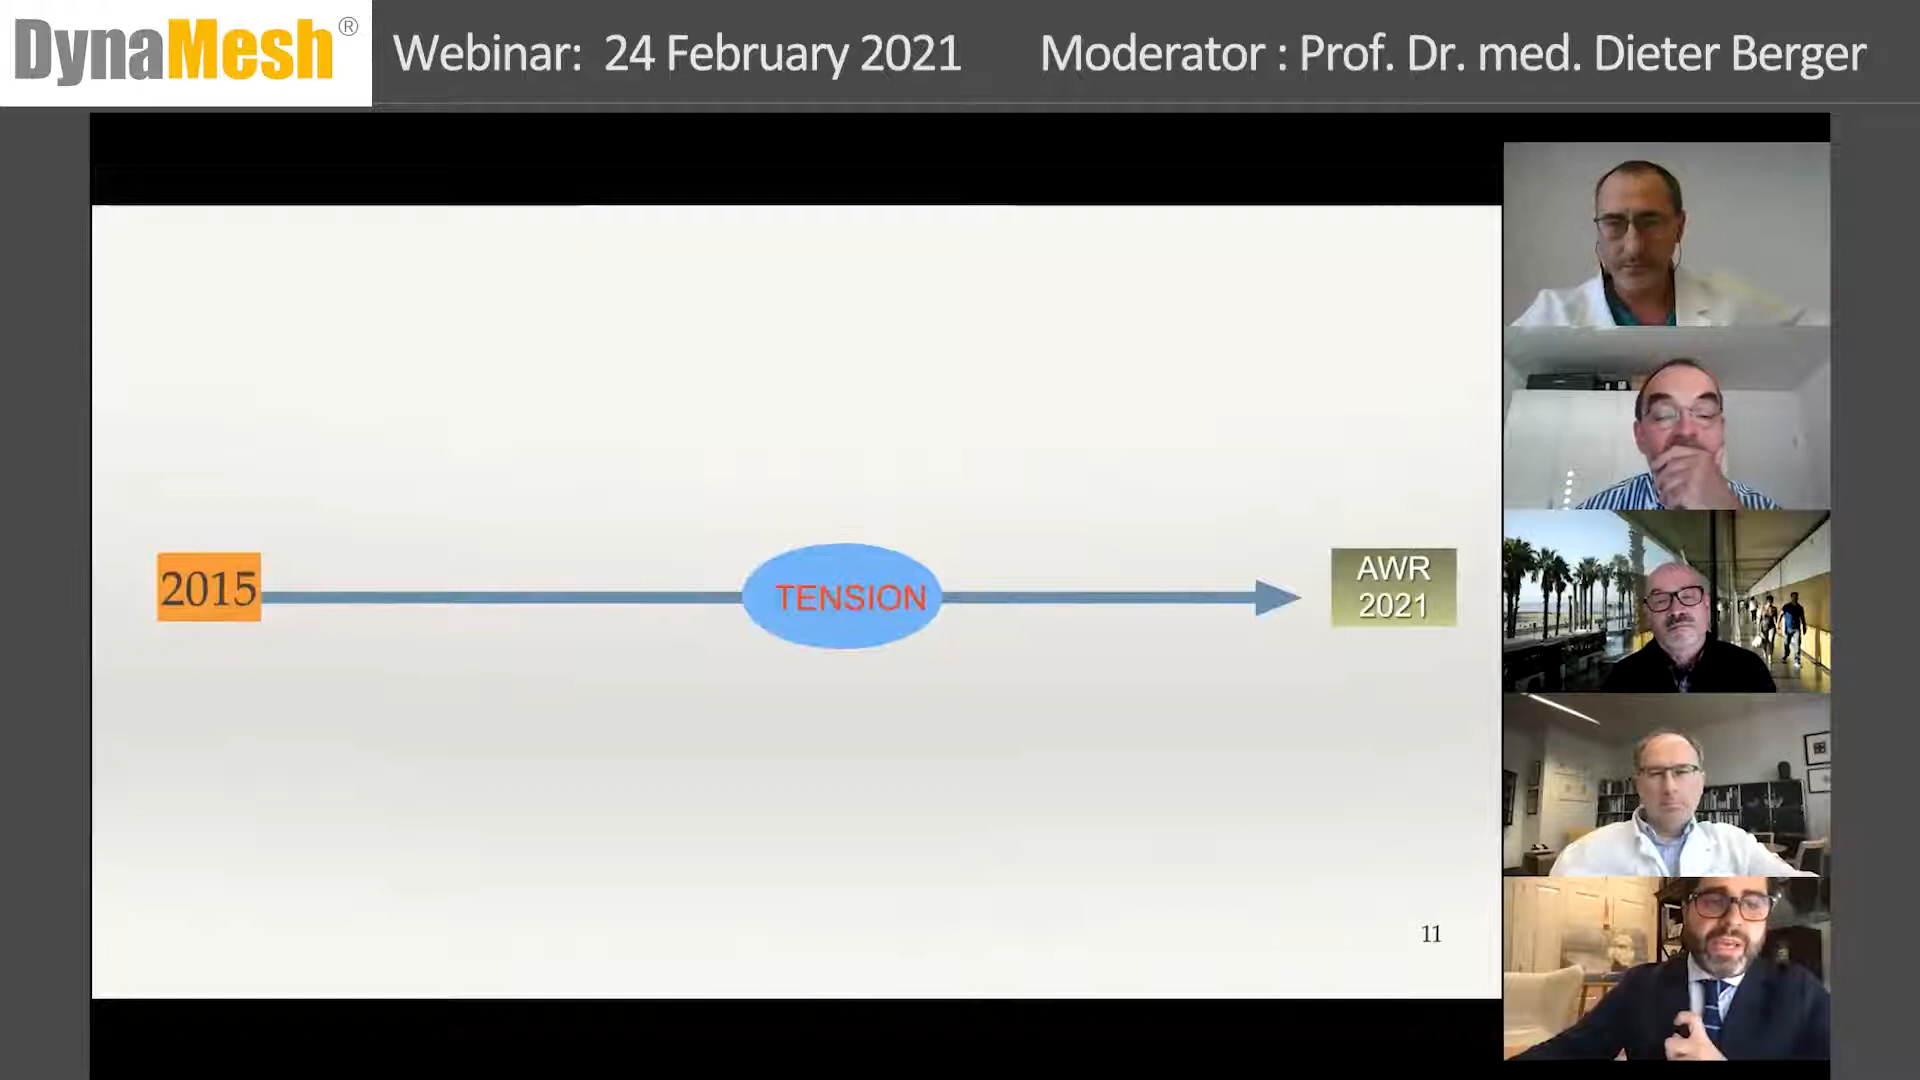 DynaMesh®
Webinar: 24 February 2021
Moderator : Prof. Dr. med. Dieter Berger
2015
TENSION
AWR
2021
11